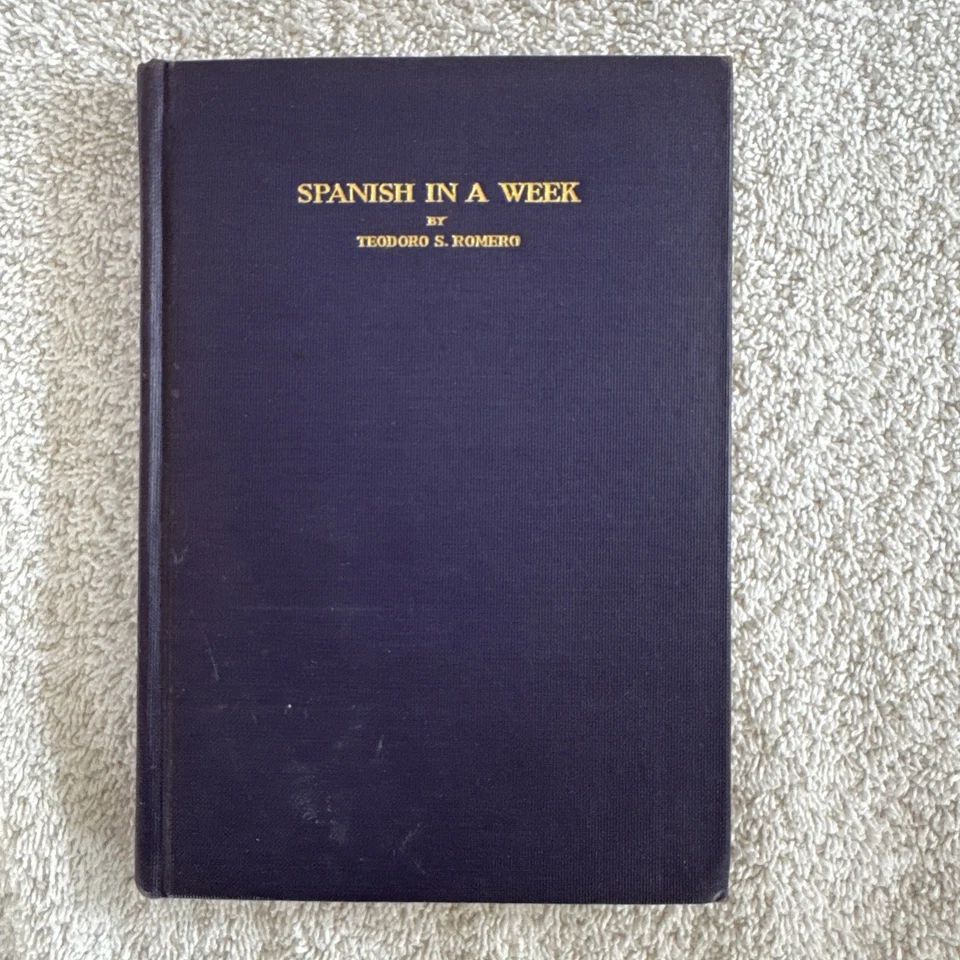 SPANISH IN A WEEK
BY
TEODORO S. ROMERO